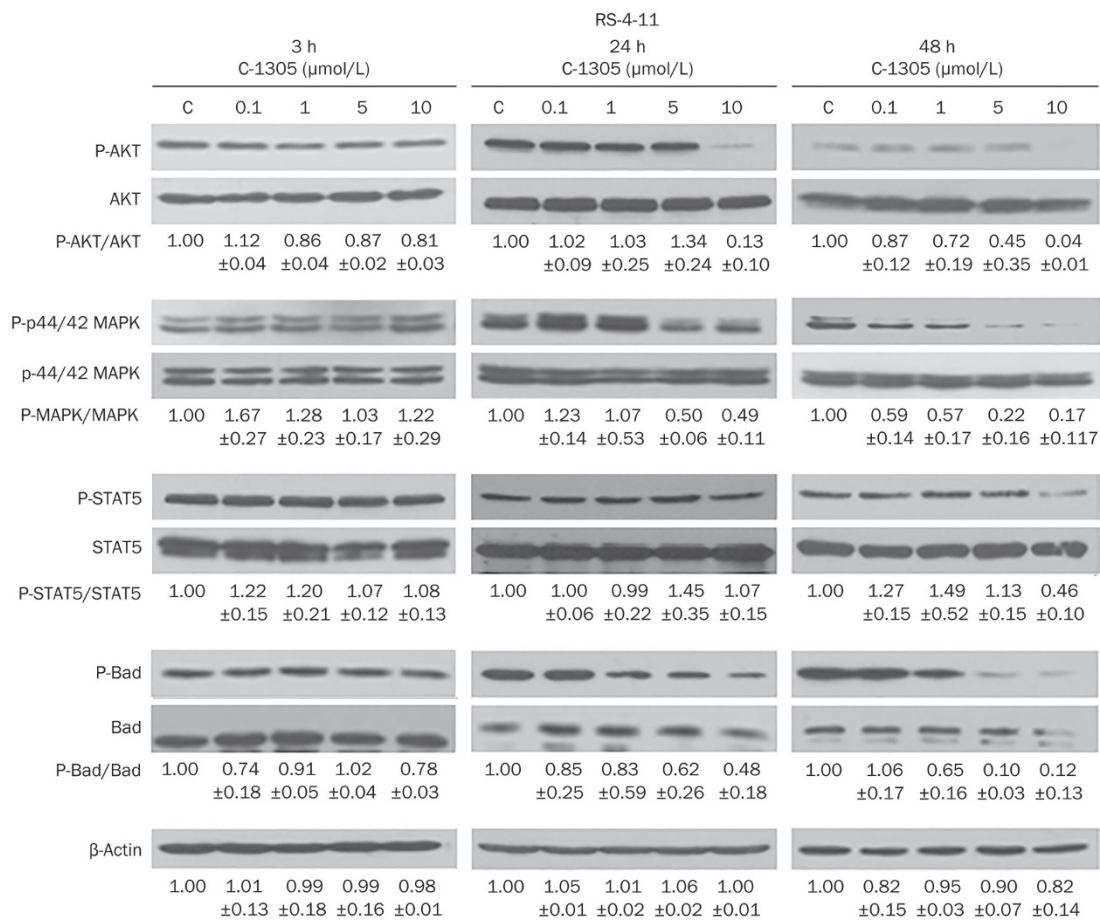 RS-4-11
3 h 24 h 48 h
C-1305 (µmol/L) C-1305 (µmol/L) C-1305 (µmol/L)
C 0.1 1 5 10 C 0.1 1 5 10 C 0.1 1 5 10
P-AKT
AKT
P-AKT/AKT 1.00 1.12 0.86 0.87 0.81 1.00 1.02 1.03 1.34 0.13 1.00 0.87 0.72 0.45 0.04
±0.04 ±0.04 ±0.02 ±0.03 ±0.09 ±0.25 ±0.24 ±0.10 ±0.12 ±0.19 ±0.35 ±0.01
P-p44/42 MAPK
p-44/42 MAPK
P-MAPK/MAPK 1.00 1.67 1.28 1.03 1.22 1.00 1.23 1.07 0.50 0.49 1.00 0.59 0.57 0.22 0.17
±0.27 ±0.23 ±0.17 ±0.29 ±0.14 ±0.53 ±0.06 ±0.11 ±0.14 ±0.17 ±0.16 ±0.117
P-STAT5
STAT5
P-STAT5/STAT5 1.00 1.22 1.20 1.07 1.08 1.00 1.00 0.99 1.45 1.07 1.00 1.27 1.49 1.13 0.46
±0.15 ±0.21 ±0.12 ±0.13 ±0.06 ±0.22 ±0.35 ±0.15 ±0.15 ±0.52 ±0.15 ±0.10
P-Bad
Bad
P-Bad/Bad 1.00 0.74 0.91 1.02 0.78 1.00 0.85 0.83 0.62 0.48 1.00 1.06 0.65 0.10 0.12
±0.18 ±0.05 ±0.04 ±0.03 ±0.25 ±0.59 ±0.26 ±0.18 ±0.17 ±0.16 ±0.03 ±0.13
β-Actin
1.00 1.01 0.99 0.99 0.98 1.00 1.05 1.01 1.06 1.00 1.00 0.82 0.95 0.90 0.82
±0.13 ±0.18 ±0.16 ±0.01 ±0.01 ±0.02 ±0.02 ±0.01 ±0.15 ±0.03 ±0.07 ±0.14